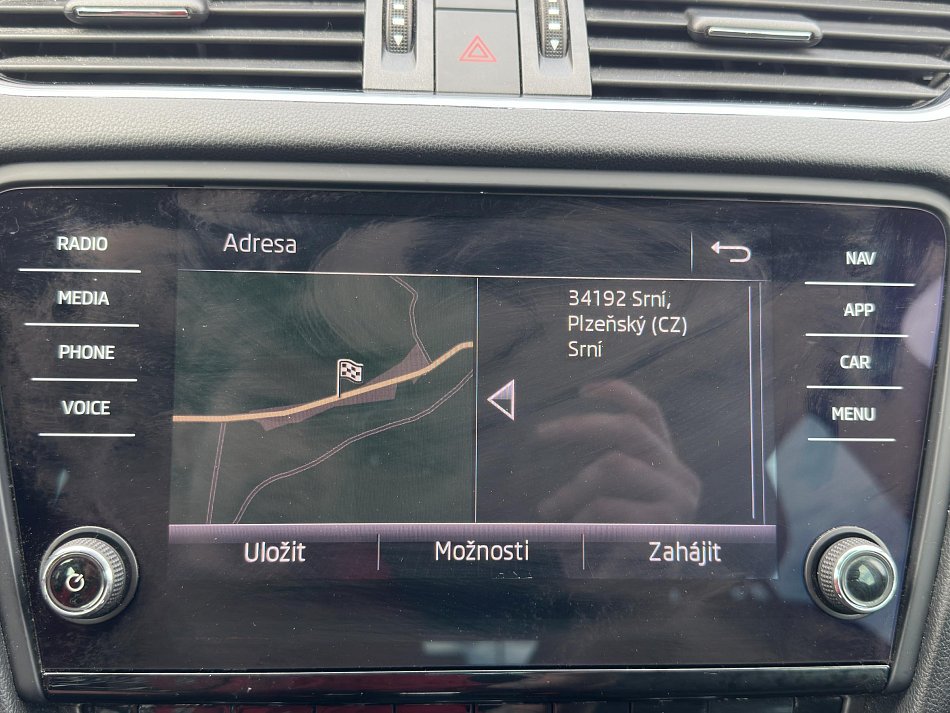 RADIO
MEDIA
PHONE
VOICE
Adresa
34192 Srní,
Plzeňský (CZ)
Srní
Uložit
Možnosti
Zahájit
NAV
APP
CAR
MENU